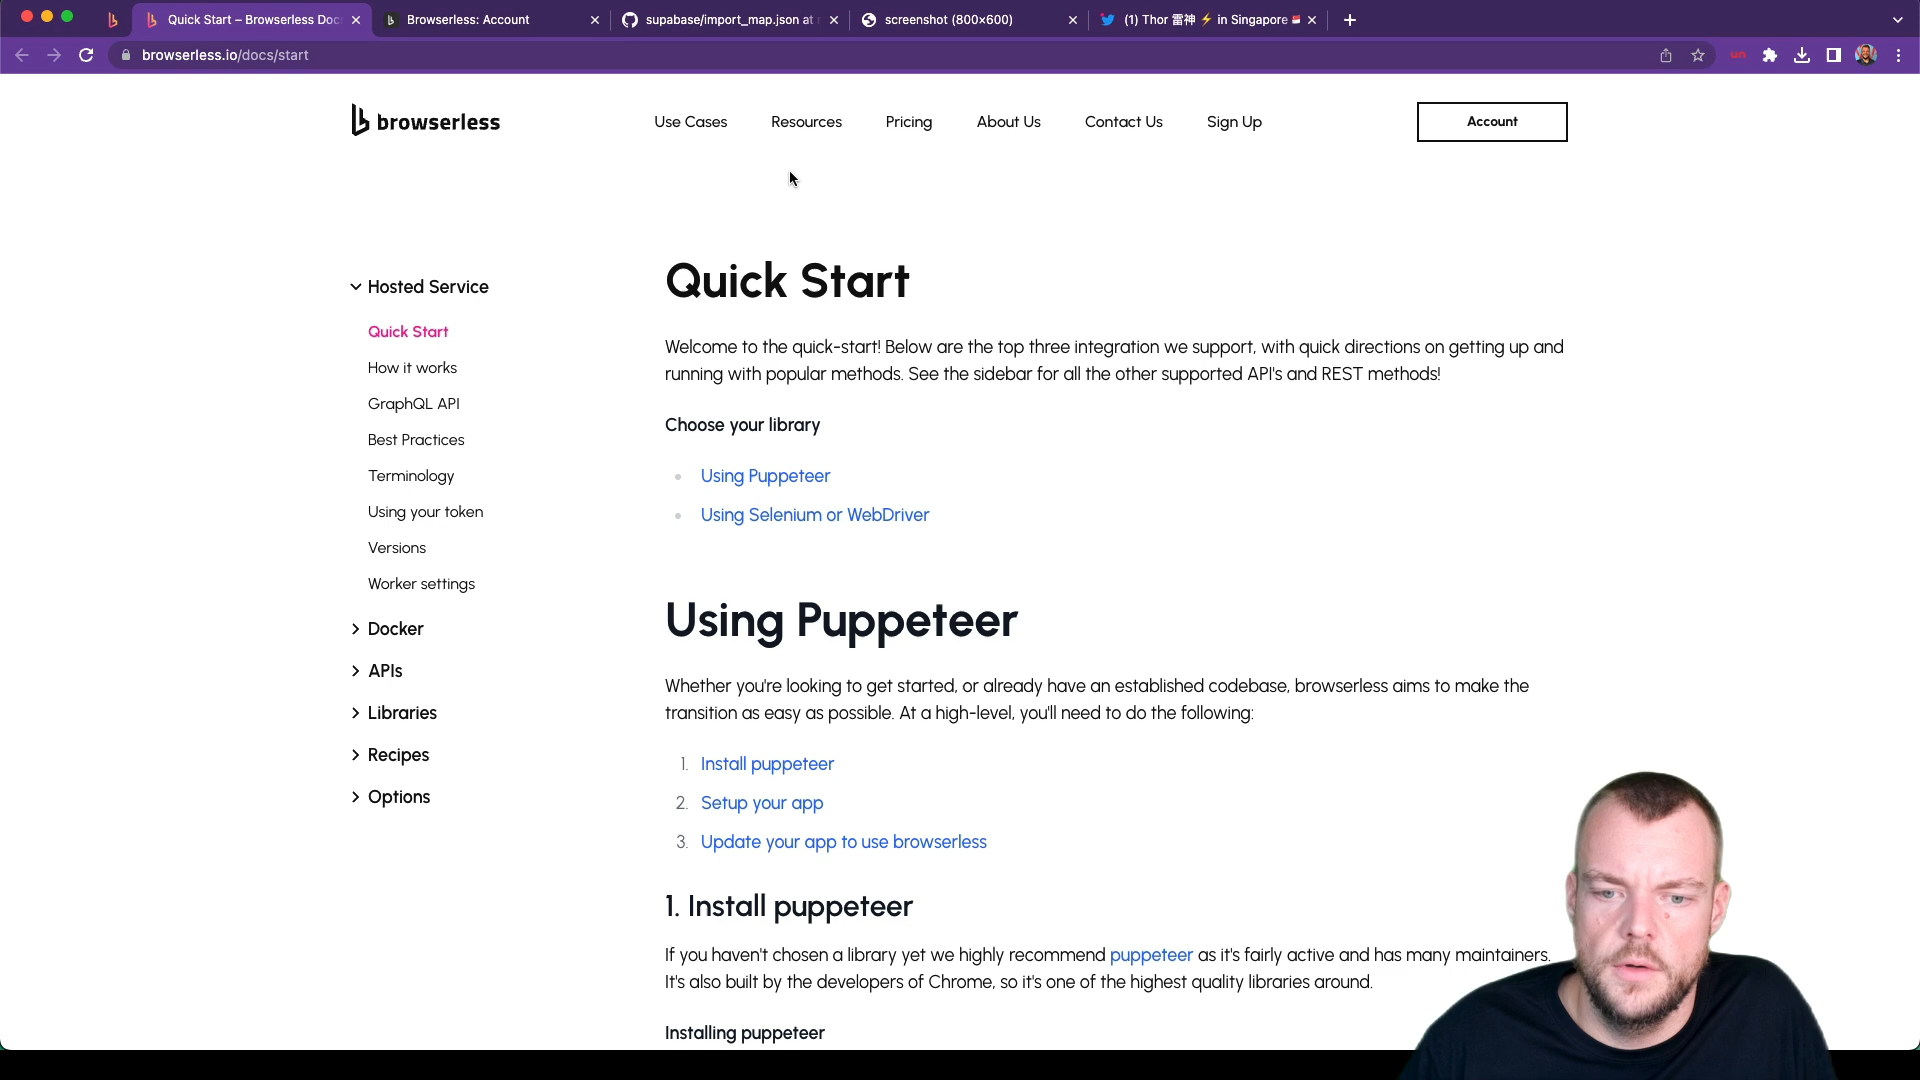 Quick Start – Browserless Doc
Browserless: Account
supabase/import_map.json at
screenshot (800×600)
(1) Thor 雷神 ⚡ in Singapore 🇸🇬
browserless.io/docs/start
un
browserless
Use Cases
Resources
Pricing
About Us
Contact Us
Sign Up
Account
Hosted Service
Quick Start
How it works
GraphQL API
Best Practices
Terminology
Using your token
Versions
Worker settings
Docker
APIs
Libraries
Recipes
Options
Quick Start
Welcome to the quick-start! Below are the top three integration we support, with quick directions on getting up and
running with popular methods. See the sidebar for all the other supported API's and REST methods!
Choose your library
Using Puppeteer
Using Selenium or WebDriver
Using Puppeteer
Whether you're looking to get started, or already have an established codebase, browserless aims to make the
transition as easy as possible. At a high-level, you'll need to do the following:
1. Install puppeteer
2. Setup your app
3. Update your app to use browserless
1. Install puppeteer
If you haven't chosen a library yet we highly recommend puppeteer as it's fairly active and has many maintainers.
It's also built by the developers of Chrome, so it's one of the highest quality libraries around.
Installing puppeteer